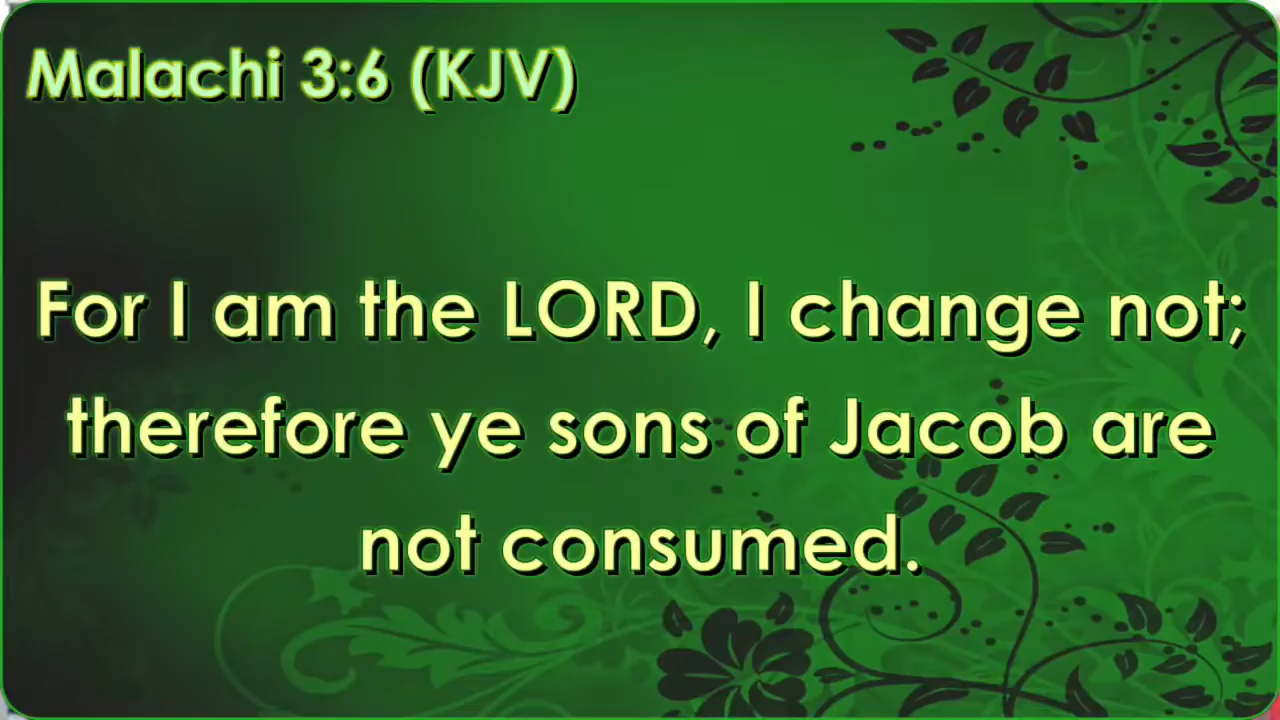 Malachi 3:6 (KJV)
For I am the LORD, I change not;
therefore ye sons of Jacob are
not consumed.